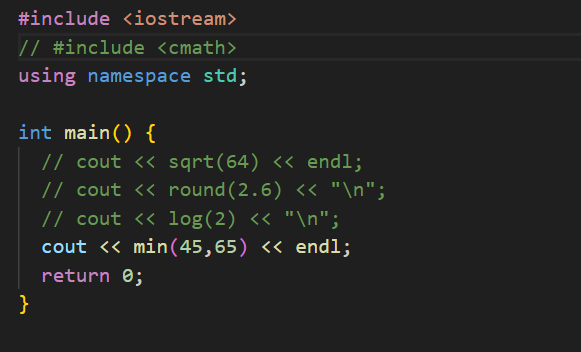 #include <iostream>
// #include <cmath>
using namespace std;
int main() {
// cout << sqrt(64) << endl;
// cout << round(2.6) << "\n";
// cout << log(2) << "\n";
cout << min(45,65) << endl;
return 0;
}